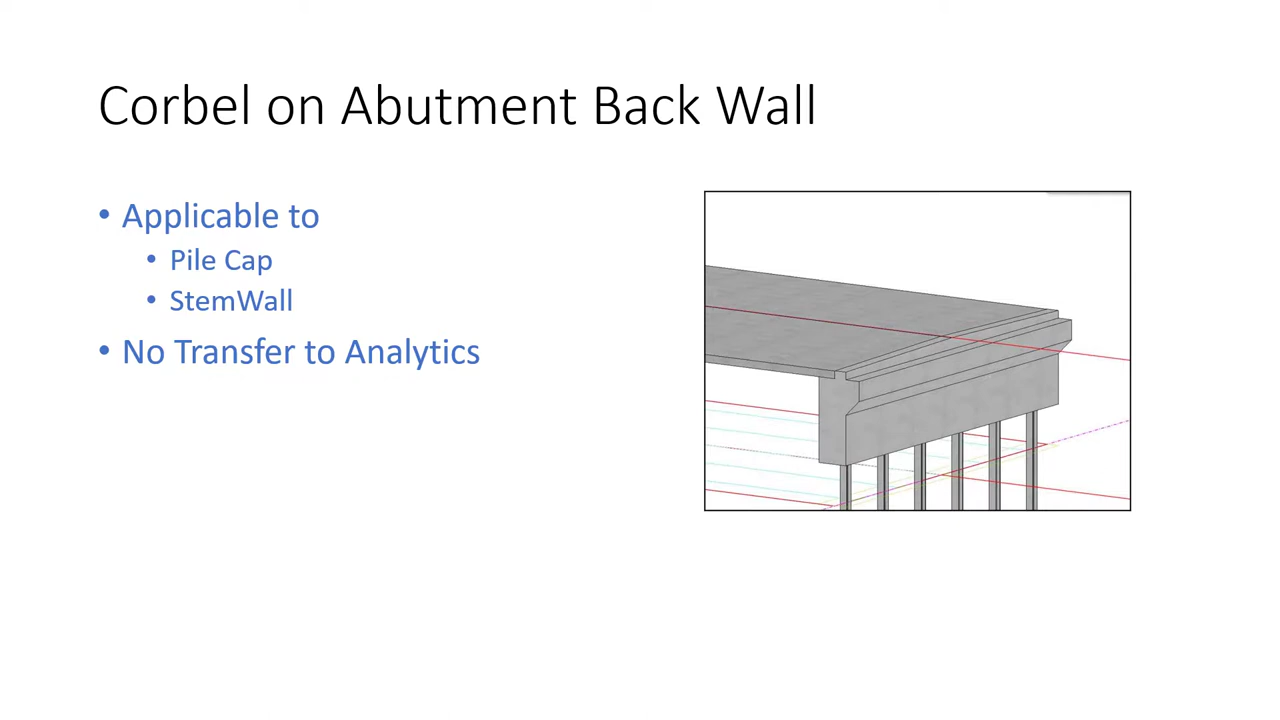 Corbel on Abutment Back Wall
• Applicable to
• Pile Cap
• StemWall
• No Transfer to Analytics